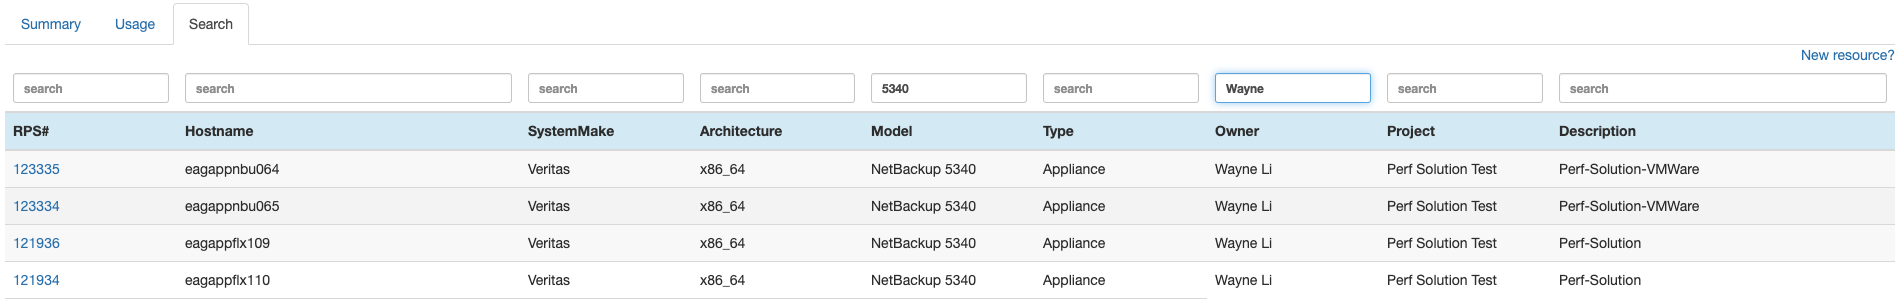 Summary Usage Search
New resource?
search search search search 5340 search Wayne search search
RPS# Hostname SystemMake Architecture Model Type Owner Project Description
123335 eagappnbu064 Veritas x86_64 NetBackup 5340 Appliance Wayne Li Perf Solution Test Perf-Solution-VMWare
123334 eagappnbu065 Veritas x86_64 NetBackup 5340 Appliance Wayne Li Perf Solution Test Perf-Solution-VMWare
121936 eagappflx109 Veritas x86_64 NetBackup 5340 Appliance Wayne Li Perf Solution Test Perf-Solution
121934 eagappflx110 Veritas x86_64 NetBackup 5340 Appliance Wayne Li Perf Solution Test Perf-Solution